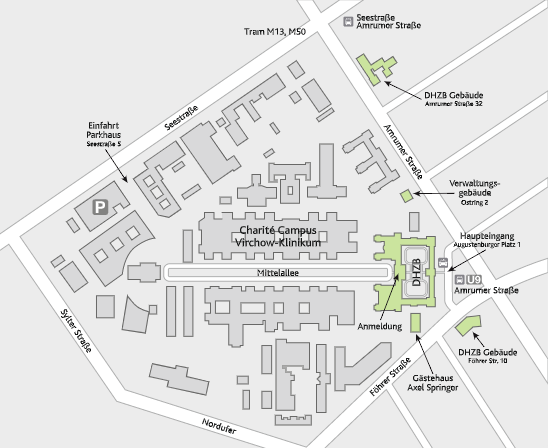 Seestraße
Amrumer Straße
Tram M13, M50
DHZB Gebäude
Amrumer Straße 32
Seestraße
Einfahrt
Parkhaus
Seestraße 5
Amrumer Straße
Verwaltungs-
gebäude
Ostring 2
P
Charité Campus
Virchow-Klinikum
Haupteingang
Augustenburger Platz 1
Mittelallee
DHZB
U9
Amrumer Straße
Anmeldung
Sylter Straße
DHZB Gebäude
Föhrer Str. 10
Gästehaus
Axel Springer
Föhrer Straße
Nordufer